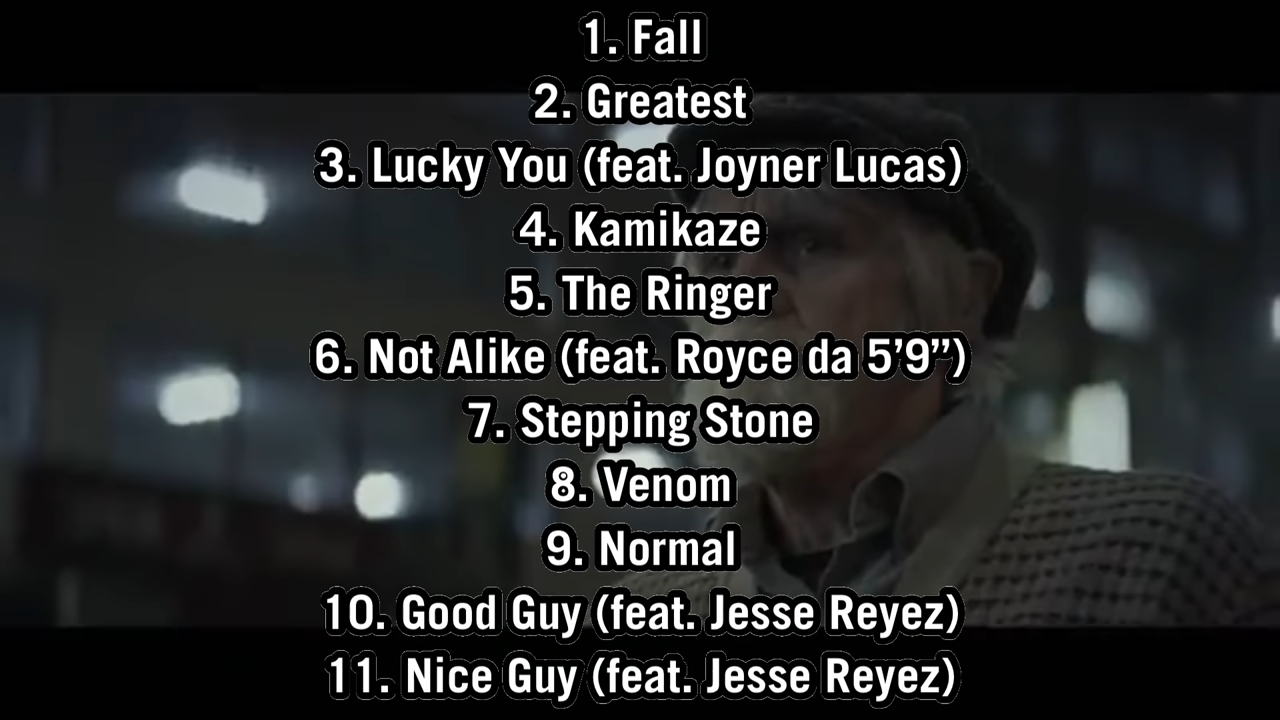 1. Fall
2. Greatest
3. Lucky You (feat. Joyner Lucas)
4. Kamikaze
5. The Ringer
6. Not Alike (feat. Royce da 5’9”)
7. Stepping Stone
8. Venom
9. Normal
10. Good Guy (feat. Jesse Reyez)
11. Nice Guy (feat. Jesse Reyez)